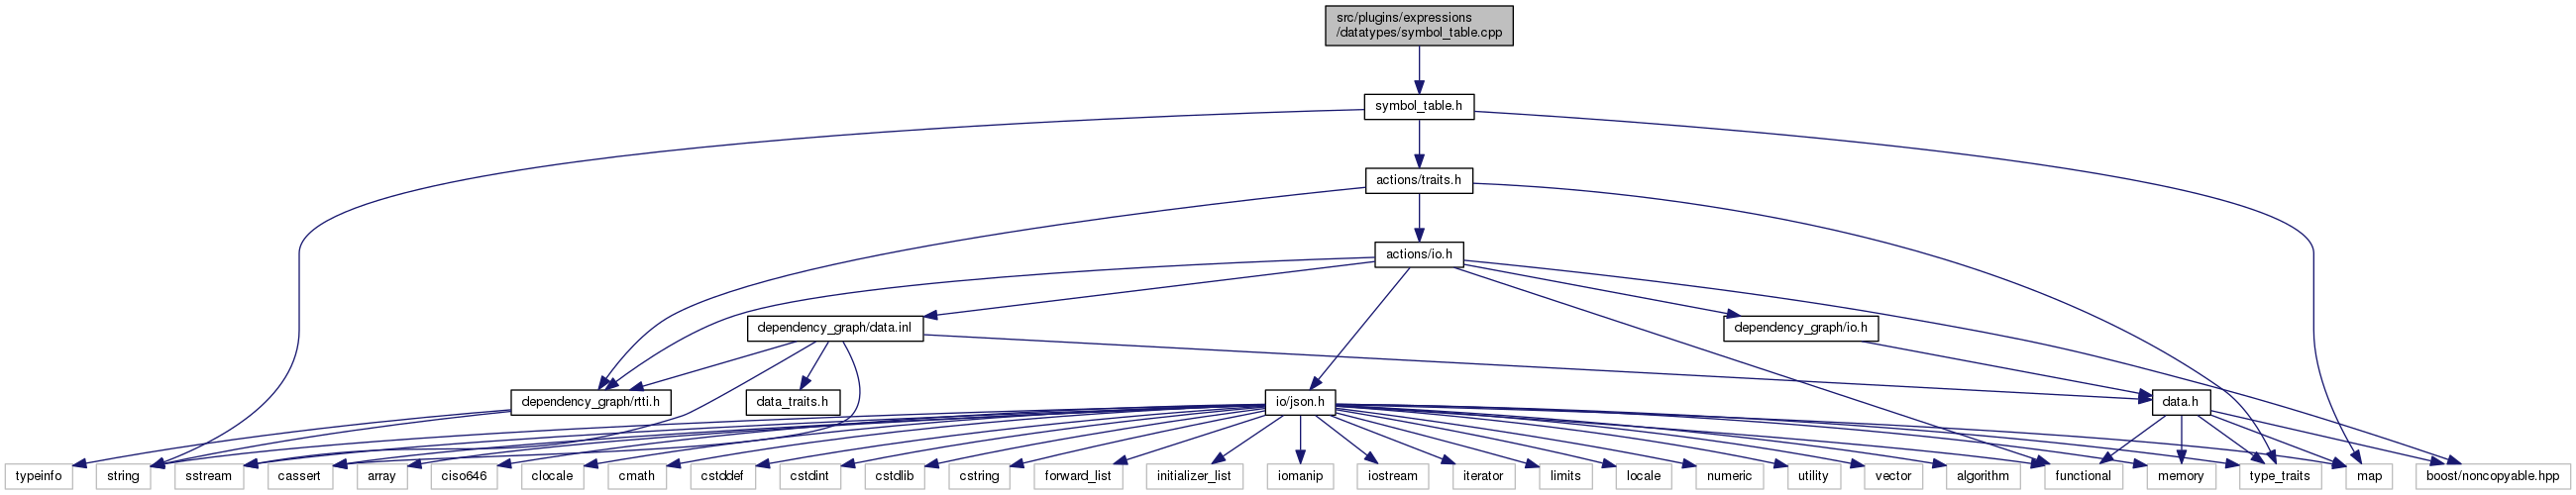 src/plugins/expressions
/datatypes/symbol_table.cpp
symbol_table.h
actions/traits.h
actions/io.h
dependency_graph/data.inl
dependency_graph/io.h
dependency_graph/rtti.h
data_traits.h
io/json.h
data.h
typeinfo
string
sstream
cassert
array
ciso646
clocale
cmath
cstddef
cstdint
cstdlib
cstring
forward_list
initializer_list
iomanip
iostream
iterator
limits
locale
numeric
utility
vector
algorithm
functional
memory
type_traits
map
boost/noncopyable.hpp